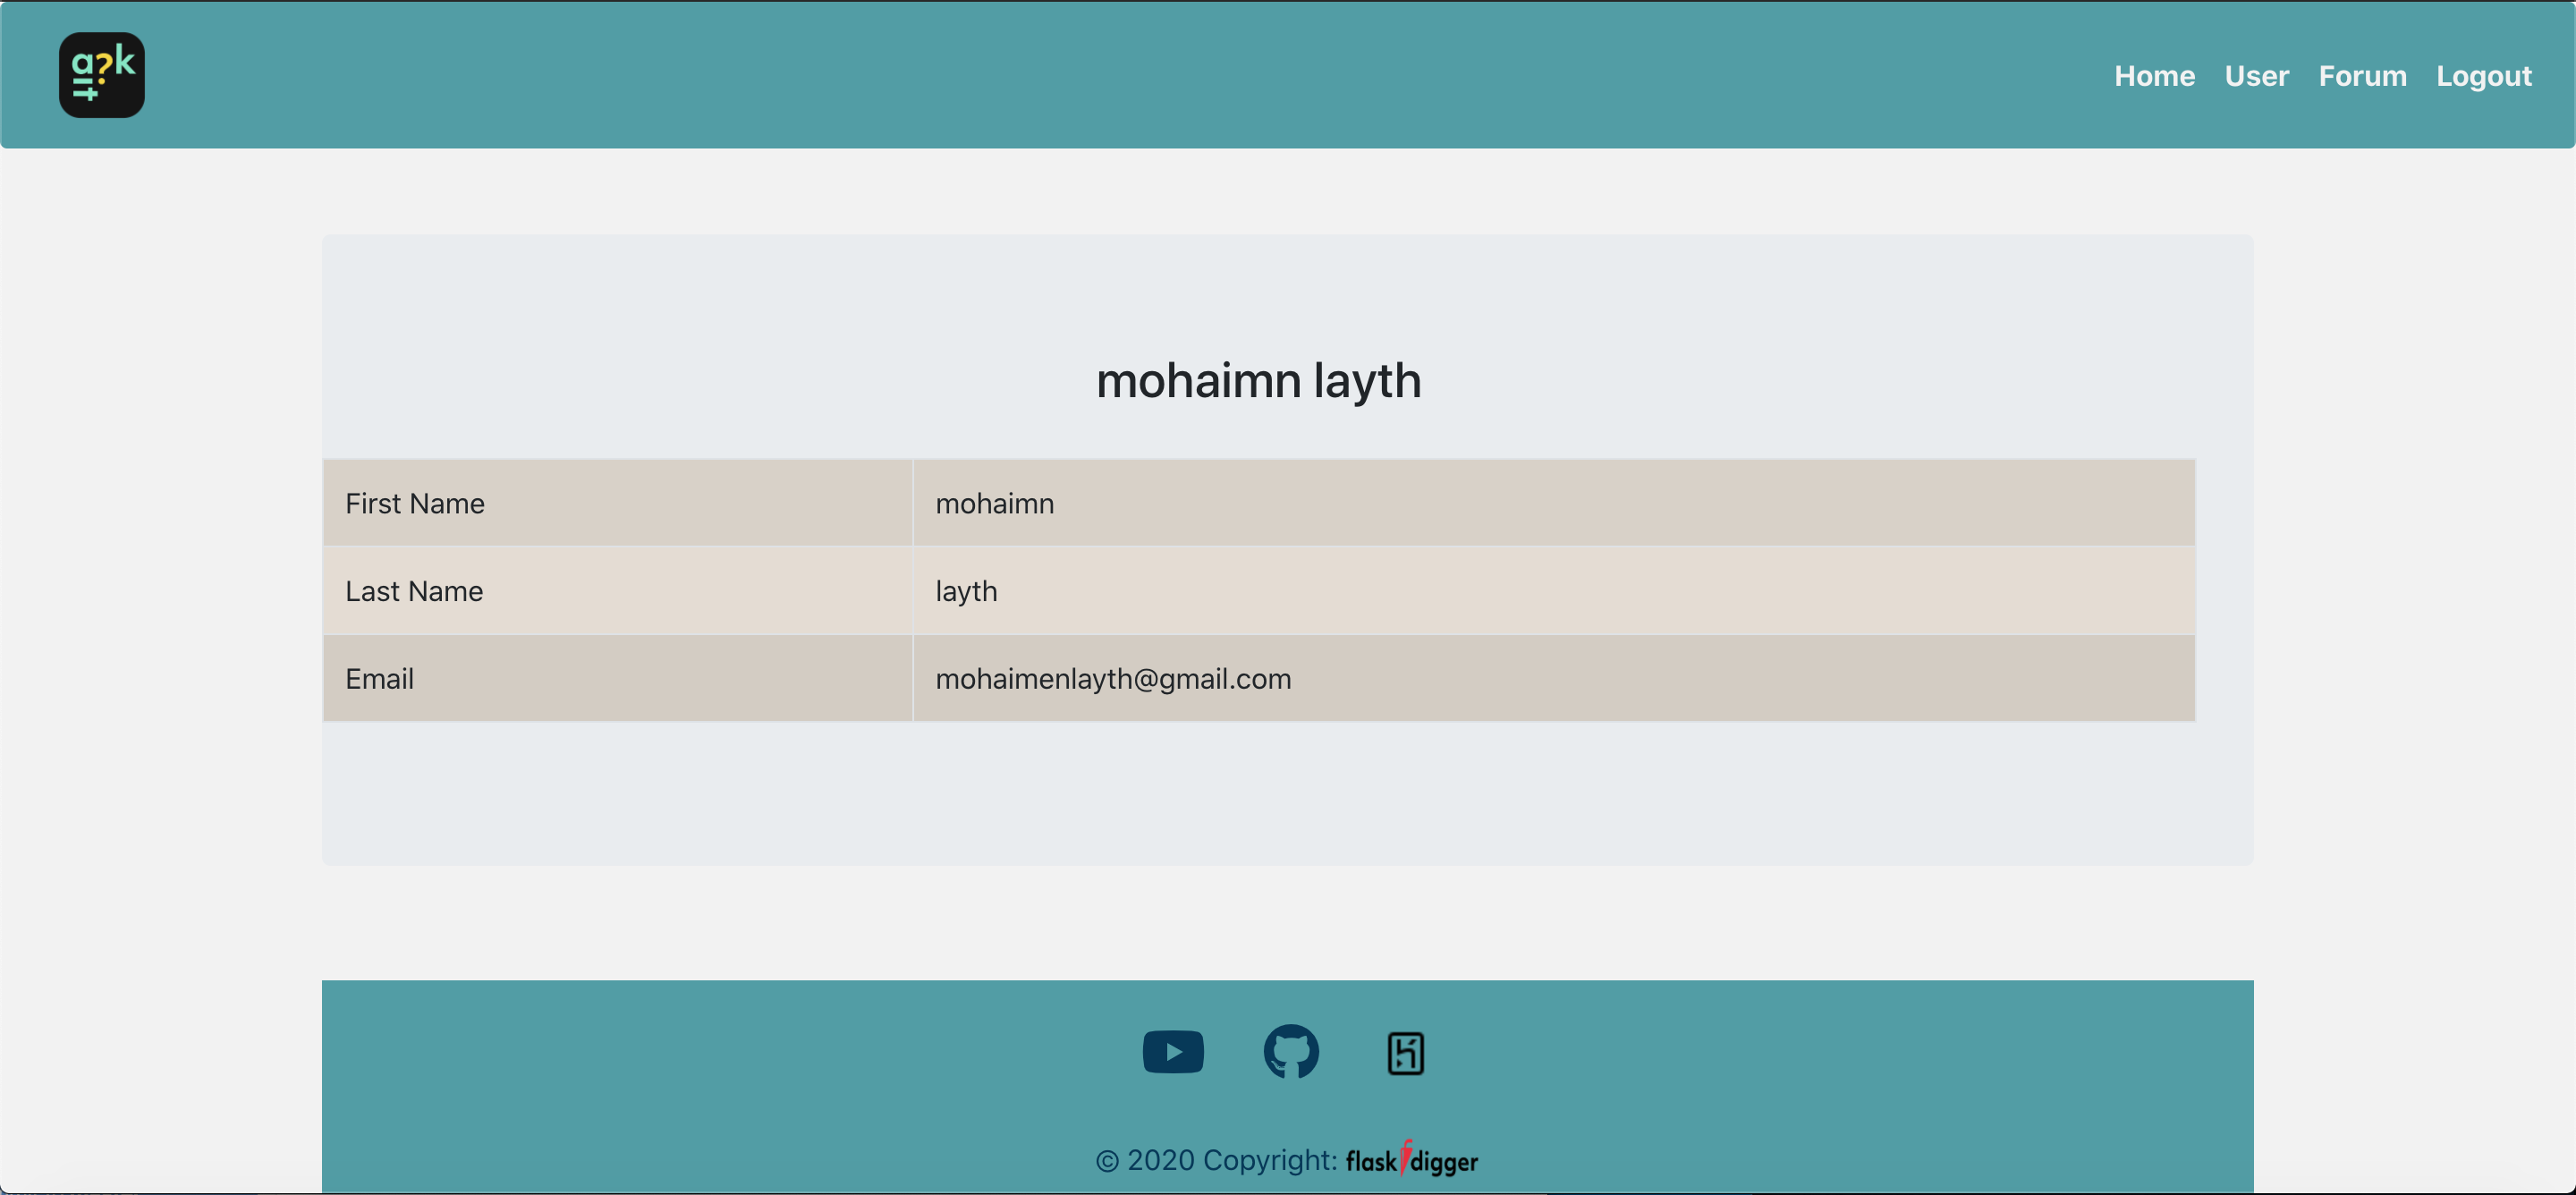 a?k it
Home User Forum Logout
mohaimn layth
First Name mohaimn
Last Name layth
Email mohaimenlayth@gmail.com
© 2020 Copyright: flask digger